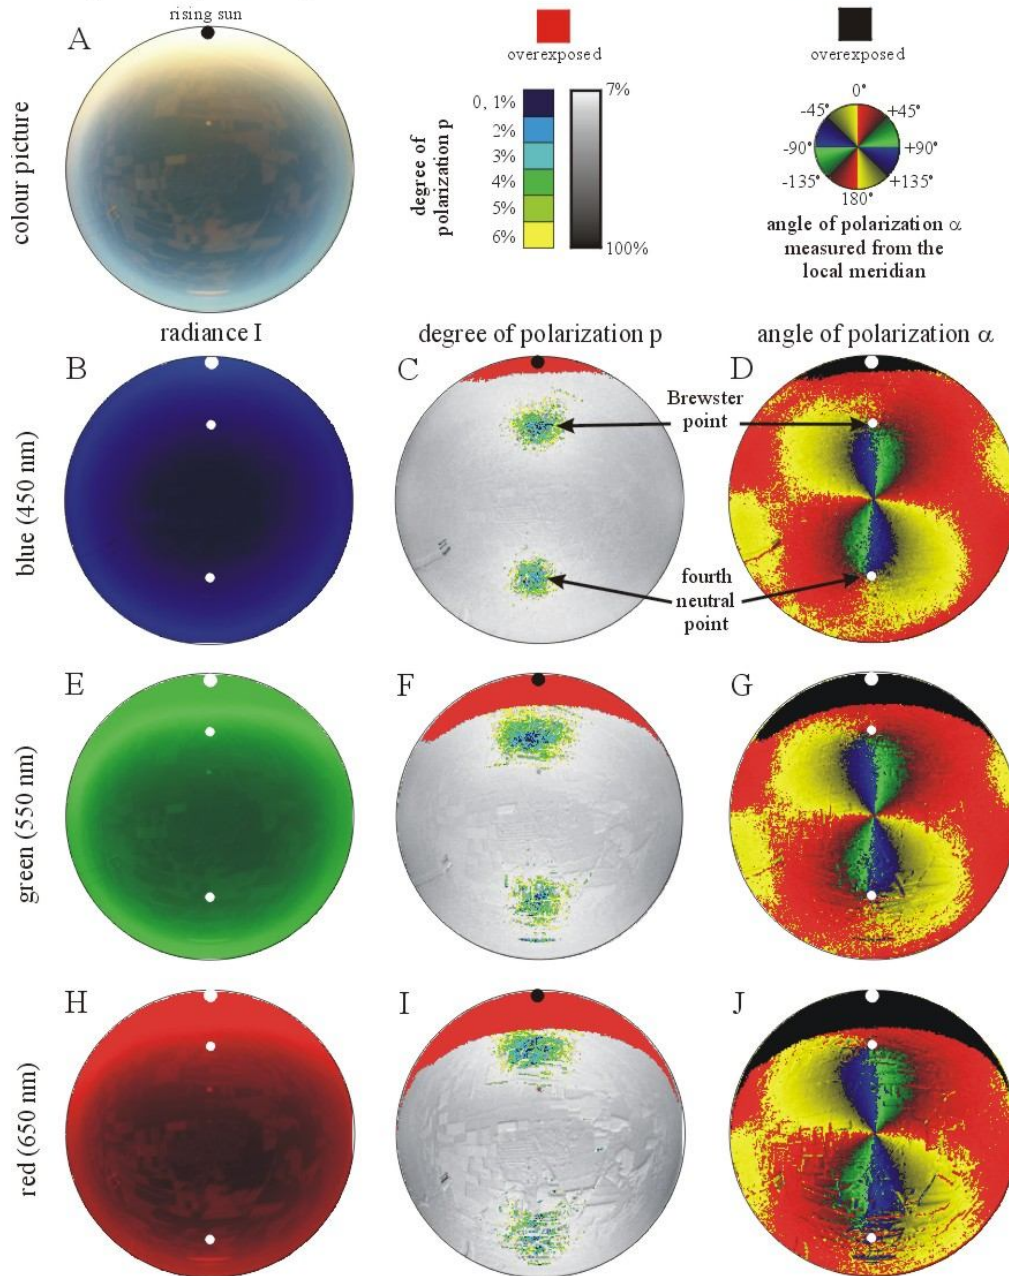 rising sun
A
colour picture
overexposed
0, 1%
2%
3%
4%
5%
6%
7%
100%
degree of
polarization p
overexposed
0°
-45°
+45°
-90°
+90°
-135°
+135°
180°
angle of polarization α
measured from the
local meridian
radiance I
degree of polarization p
angle of polarization α
blue (450 nm)
B
C
D
Brewster
point
fourth
neutral
point
green (550 nm)
E
F
G
red (650 nm)
H
I
J